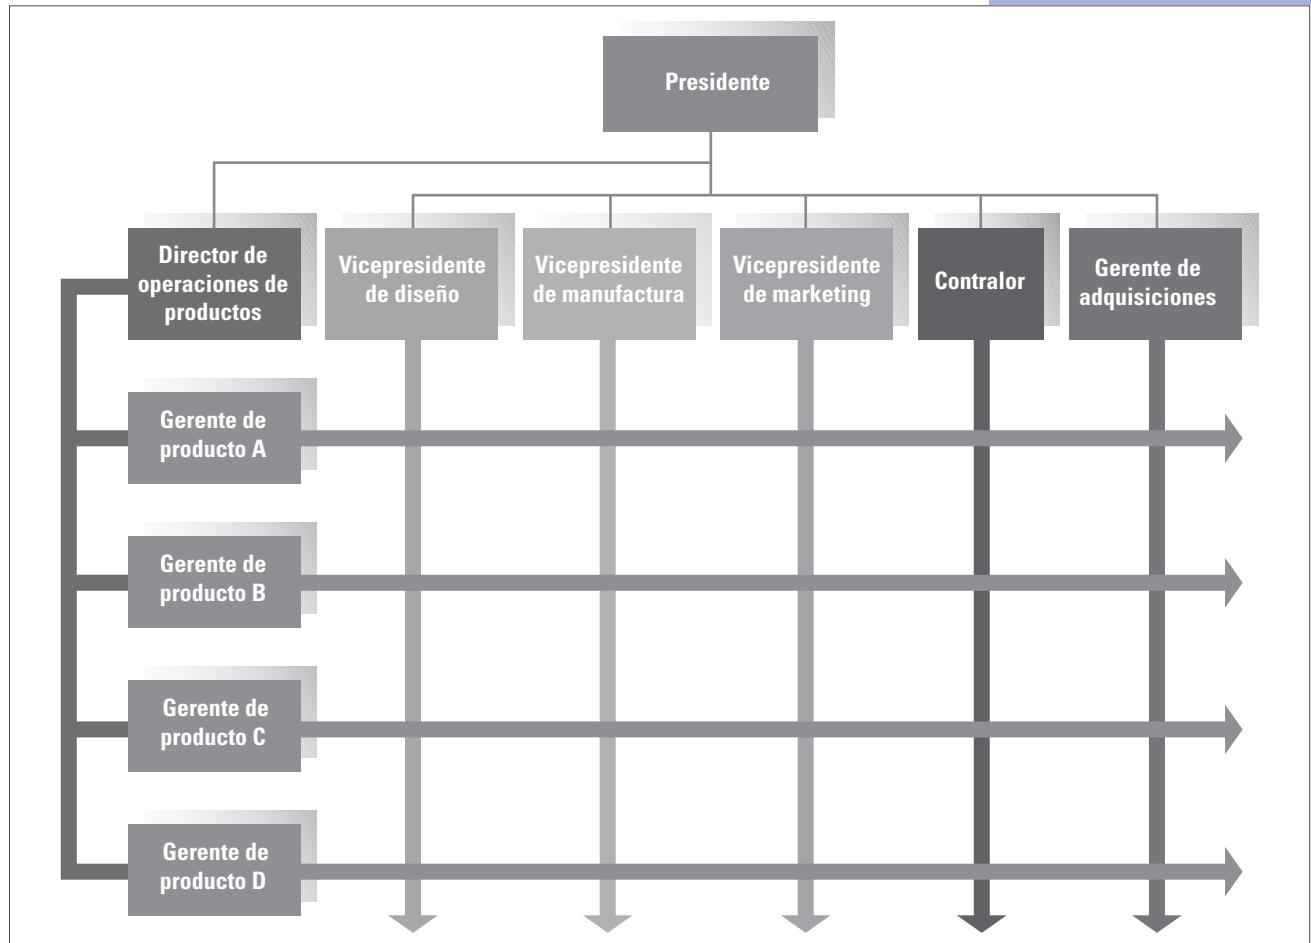 Presidente
Director de
operaciones de
productos
Vicepresidente
de diseño
Vicepresidente
de manufactura
Vicepresidente
de marketing
Contralor
Gerente de
adquisiciones
Gerente de
producto A
Gerente de
producto B
Gerente de
producto C
Gerente de
producto D